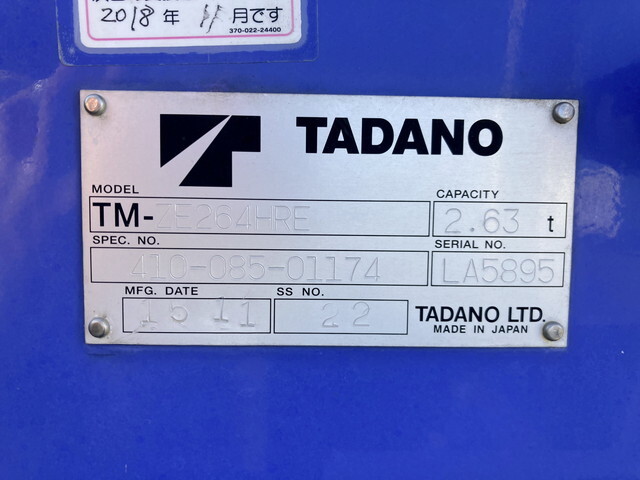 2018年 11月です
370-022-24400
TADANO
MODEL
TM-ZE264HRE
CAPACITY
2.63 t
SPEC. NO.
410-085-01174
SERIAL NO.
LA5895
MFG. DATE
15 11
SS NO.
22
TADANO LTD.
MADE IN JAPAN